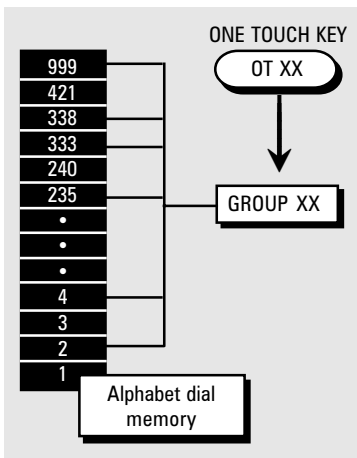 ONE TOUCH KEY
OT XX
999
421
338
333
240
235
•
•
•
4
3
2
1
GROUP XX
Alphabet dial
memory